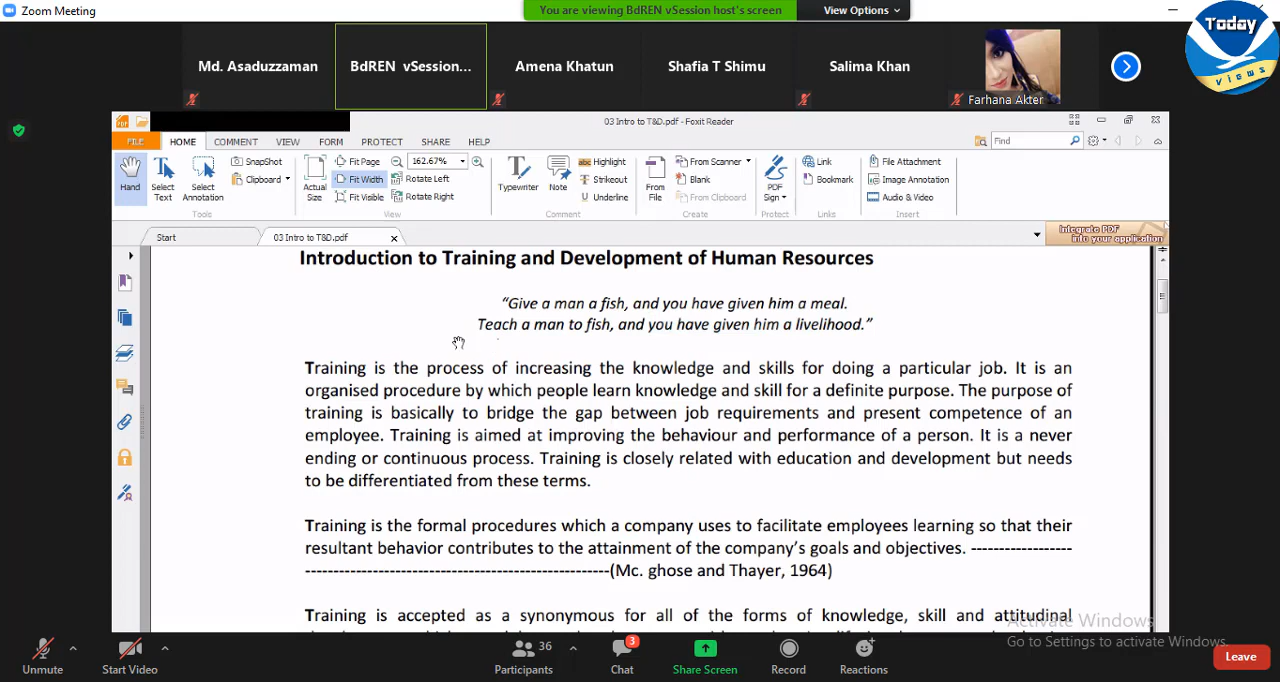 Zoom Meeting
You are viewing BdREN vSession host's screen
View Options
Today
views
Md. Asaduzzaman
BdREN vSession...
Amena Khatun
Shafia T Shimu
Salima Khan
Farhana Akter
03 Intro to T&D.pdf - Foxit Reader
FILE HOME COMMENT VIEW FORM PROTECT SHARE HELP
Find
Hand
Select Text
Select Annotation
SnapShot
Clipboard
Tools
Actual Size
Fit Page
Fit Width
Fit Visible
162.67%
Rotate Left
Rotate Right
View
Typewriter
Note
Highlight
Strikeout
Underline
Comment
From File
From Scanner
Blank
From Clipboard
Create
PDF Sign
Protect
Link
Bookmark
Links
File Attachment
Image Annotation
Audio & Video
Insert
Start
03 Intro to T&D.pdf
Integrate PDF
into your application
Introduction to Training and Development of Human Resources
“Give a man a fish, and you have given him a meal.
Teach a man to fish, and you have given him a livelihood.”
Training is the process of increasing the knowledge and skills for doing a particular job. It is an
organised procedure by which people learn knowledge and skill for a definite purpose. The purpose of
training is basically to bridge the gap between job requirements and present competence of an
employee. Training is aimed at improving the behaviour and performance of a person. It is a never
ending or continuous process. Training is closely related with education and development but needs
to be differentiated from these terms.
Training is the formal procedures which a company uses to facilitate employees learning so that their
resultant behavior contributes to the attainment of the company’s goals and objectives. ------------------
------------------------------------------------------(Mc. ghose and Thayer, 1964)
Training is accepted as a synonymous for all of the forms of knowledge, skill and attitudinal
Activate Windows
Go to Settings to activate Windows.
Unmute
Start Video
36
Participants
3
Chat
Share Screen
Record
Reactions
Leave